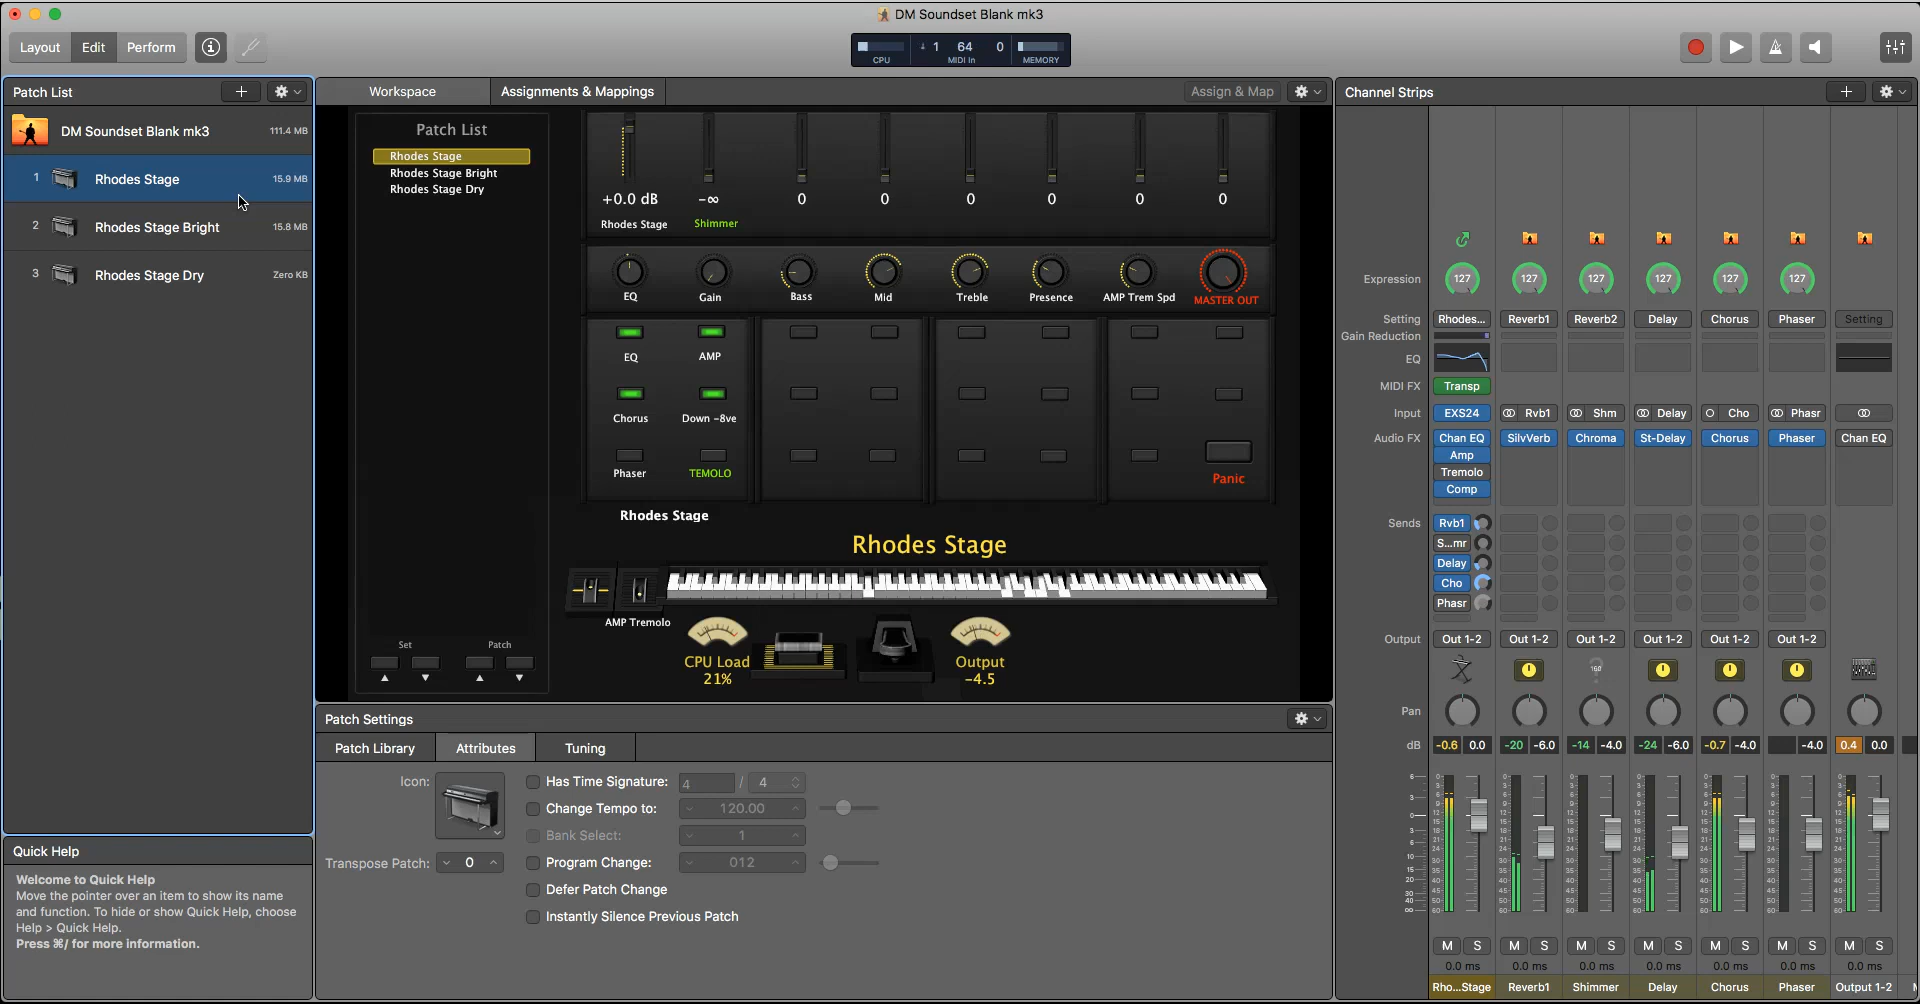 DM Soundset Blank mk3
Layout Edit Perform
1 64 0
CPU MIDI In MEMORY
Patch List
DM Soundset Blank mk3 111.4 MB
1 Rhodes Stage 15.9 MB
2 Rhodes Stage Bright 15.8 MB
3 Rhodes Stage Dry Zero KB
Quick Help
Welcome to Quick Help
Move the pointer over an item to show its name
and function. To hide or show Quick Help, choose
Help > Quick Help.
Press ⌘/ for more information.
Workspace Assignments & Mappings Assign & Map
Patch List
Rhodes Stage
Rhodes Stage Bright
Rhodes Stage Dry
Set Patch
+0.0 dB -∞ 0 0 0 0 0 0
Rhodes Stage Shimmer
EQ Gain Bass Mid Treble Presence AMP Trem Spd MASTER OUT
EQ AMP
Chorus Down -8ve
Phaser TEMOLO Panic
Rhodes Stage
Rhodes Stage
AMP Tremolo
CPU Load
21%
Output
-4.5
Patch Settings
Patch Library Attributes Tuning
Icon:
Transpose Patch: 0
Has Time Signature: 4 / 4
Change Tempo to: 120.00
Bank Select: 1
Program Change: 012
Defer Patch Change
Instantly Silence Previous Patch
Channel Strips
Expression 127 127 127 127 127 127
Setting Rhodes... Reverb1 Reverb2 Delay Chorus Phaser Setting
Gain Reduction
EQ
MIDI FX Transp
Input EXS24 Rvb1 Shm Delay Cho Phasr
Audio FX Chan EQ SilvVerb Chroma St-Delay Chorus Phaser Chan EQ
Amp
Tremolo
Comp
Sends Rvb1
S...mr
Delay
Cho
Phasr
Output Out 1-2 Out 1-2 Out 1-2 Out 1-2 Out 1-2 Out 1-2
160
Pan
dB -0.6 0.0 -20 -6.0 -14 -4.0 -24 -6.0 -0.7 -4.0 -4.0 0.4 0.0
M S M S M S M S M S M S M S
0.0 ms 0.0 ms 0.0 ms 0.0 ms 0.0 ms 0.0 ms 0.0 ms
Rho...Stage Reverb1 Shimmer Delay Chorus Phaser Output 1-2